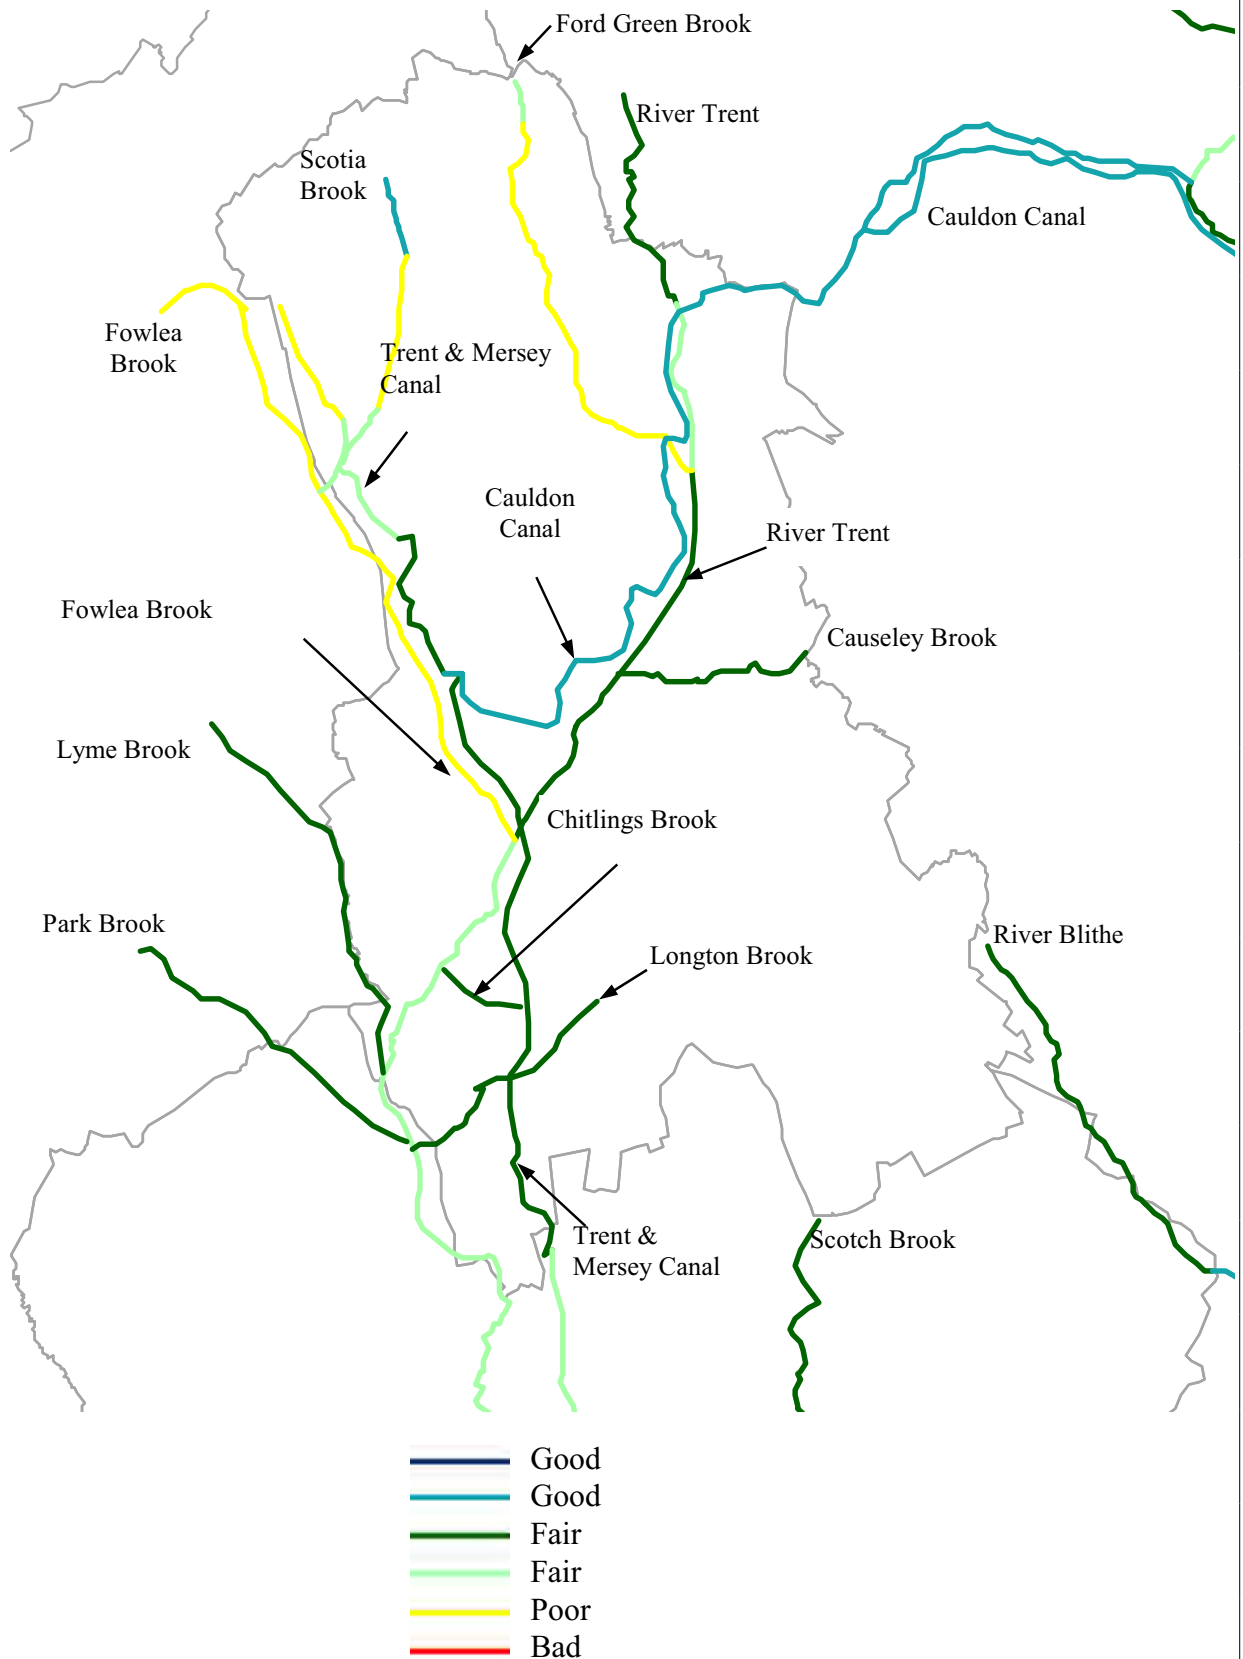 Ford Green Brook
River Trent
Scotia
Brook
Cauldon Canal
Fowlea
Brook
Trent & Mersey
Canal
Cauldon
Canal
River Trent
Fowlea Brook
Causeley Brook
Lyme Brook
Chitlings Brook
Park Brook
River Blithe
Longton Brook
Trent &
Mersey Canal
Scotch Brook
Good
Good
Fair
Fair
Poor
Bad